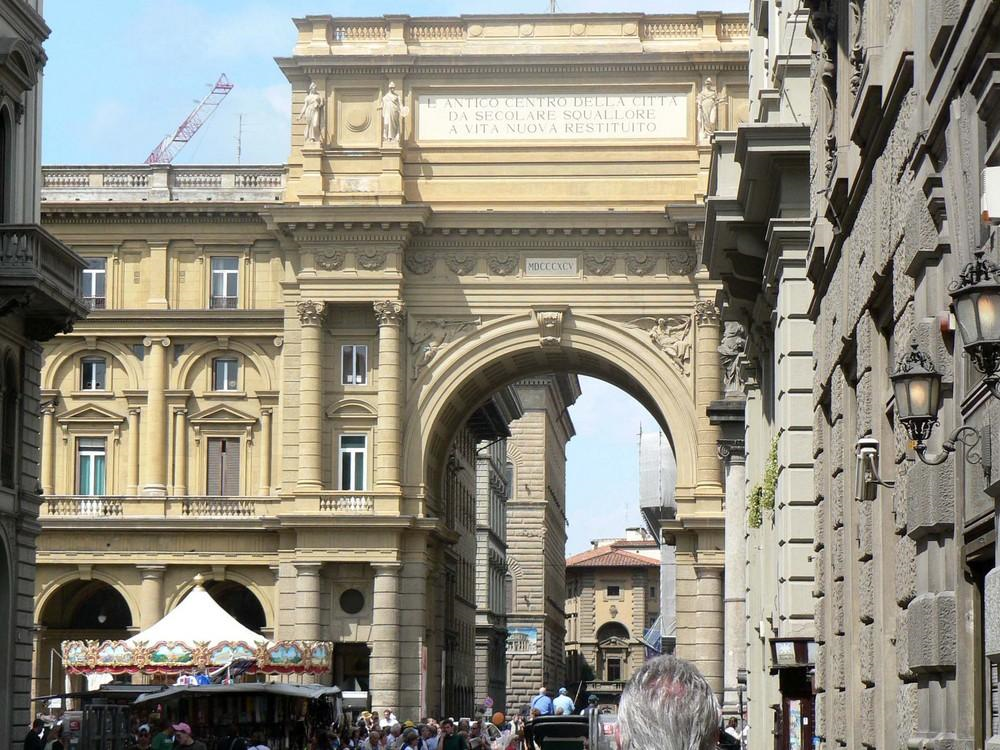 L ANTICO CENTRO DELLA CITTÀ
DA SECOLARE SQUALLORE
A VITA NUOVA RESTITUITO
MDCCCXCV